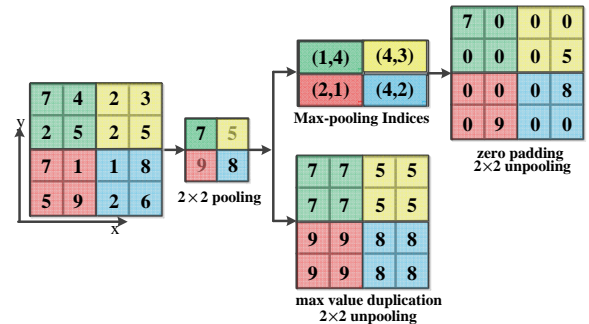 7 4 2 3
2 5 2 5
7 1 1 8
5 9 2 6
y
x
7 5
9 8
2×2 pooling
(1,4) (4,3)
(2,1) (4,2)
Max-pooling Indices
7 0 0 0
0 0 0 5
0 0 0 8
0 9 0 0
zero padding
2×2 unpooling
7 7 5 5
7 7 5 5
9 9 8 8
9 9 8 8
max value duplication
2×2 unpooling